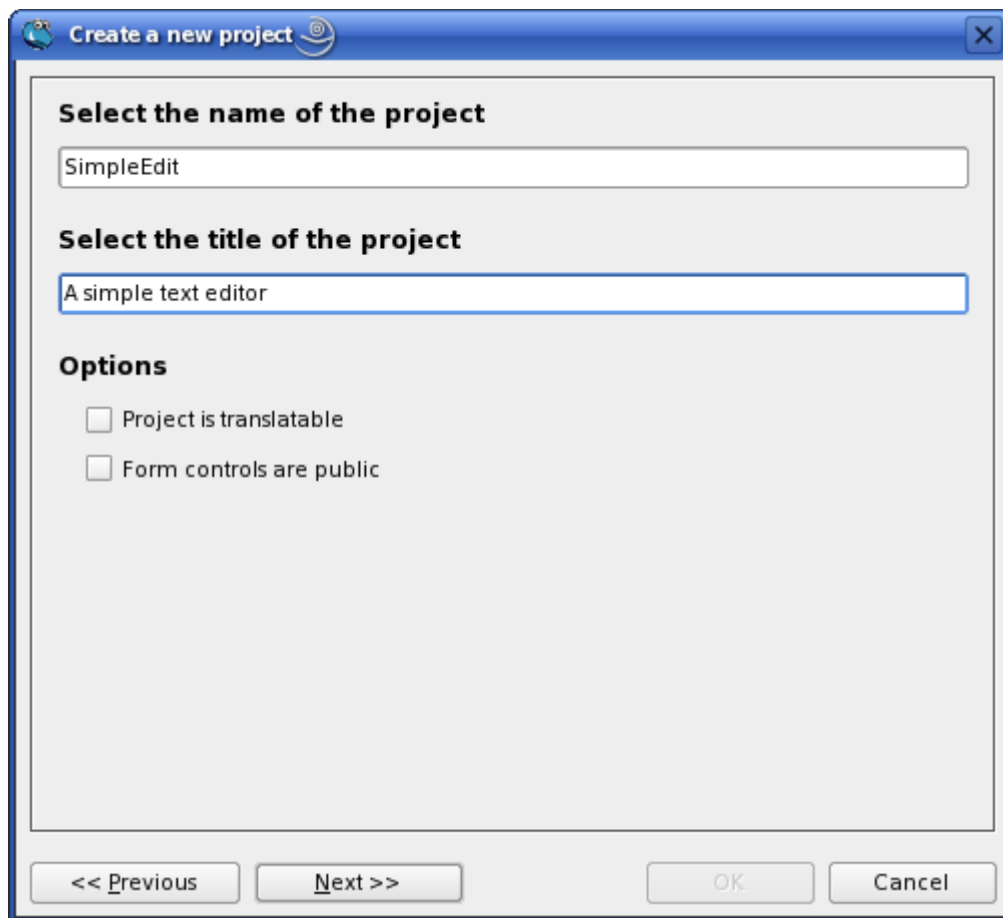 Create a new project
Select the name of the project
SimpleEdit
Select the title of the project
A simple text editor
Options
Project is translatable
Form controls are public
<< Previous
Next >>
OK
Cancel